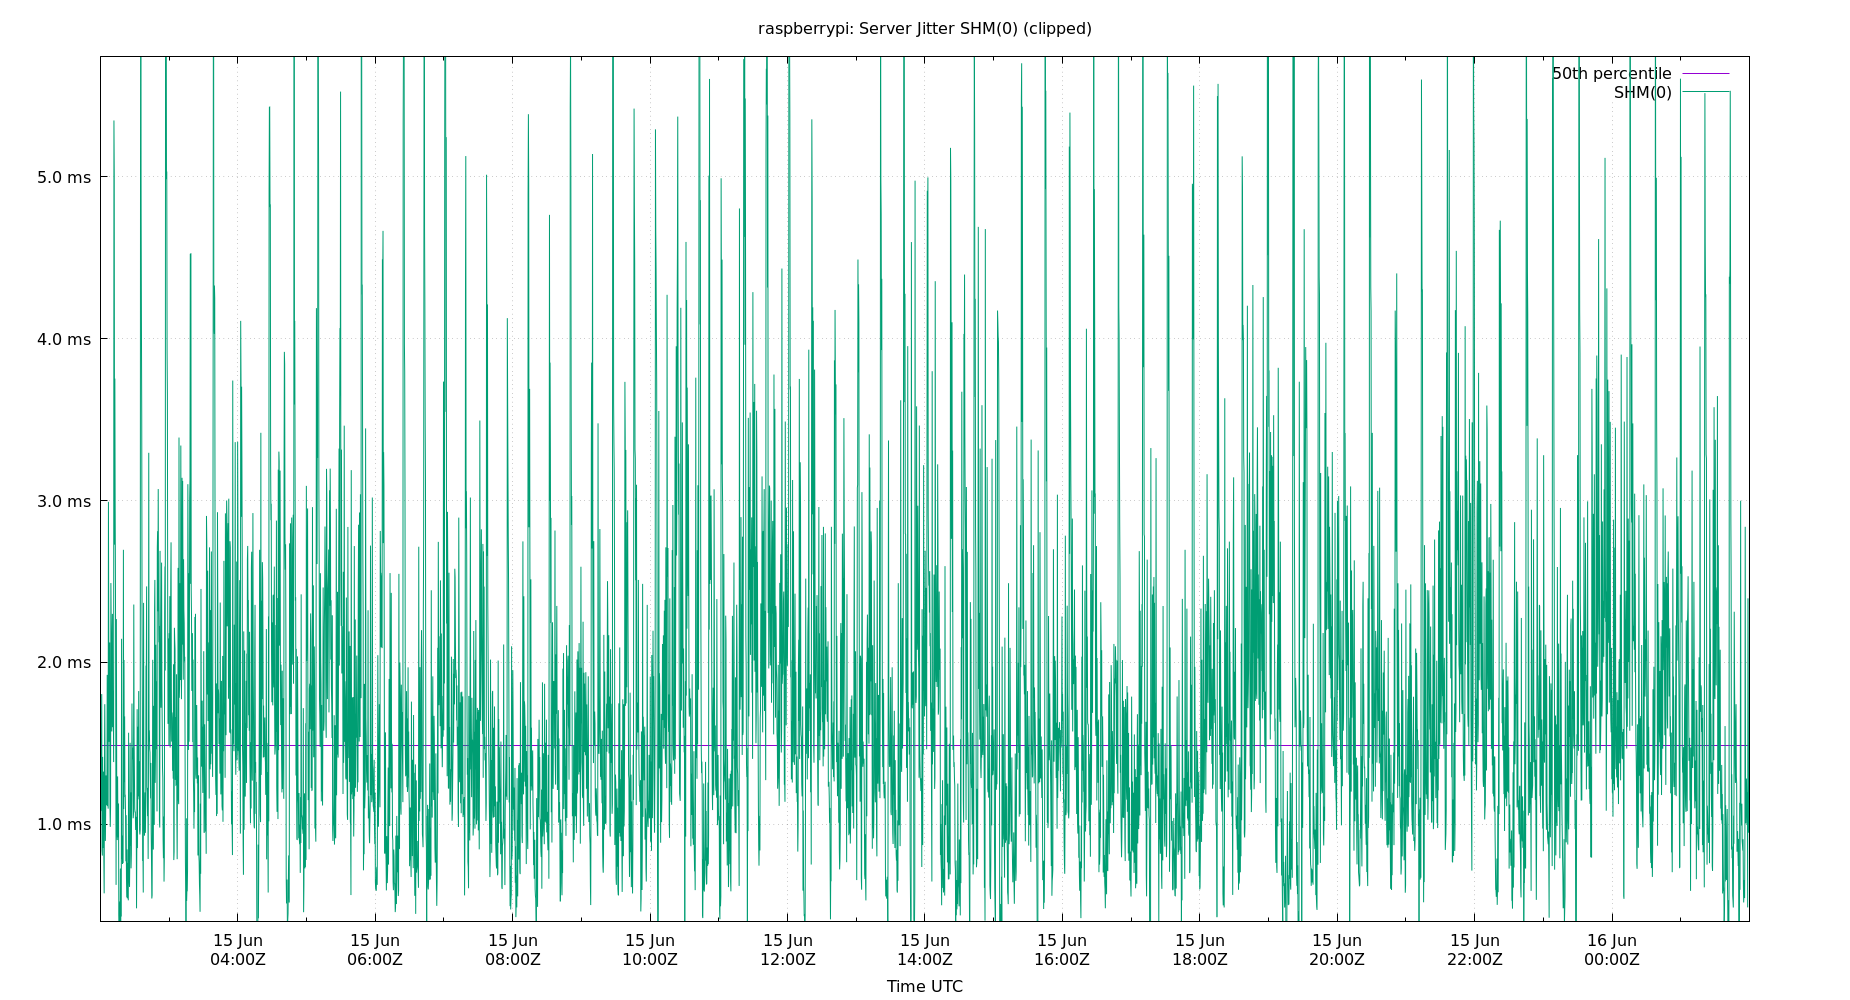 raspberrypi: Server Jitter SHM(0) (clipped)
50th percentile
SHM(0)
5.0 ms
4.0 ms
3.0 ms
2.0 ms
1.0 ms
15 Jun 15 Jun 15 Jun 15 Jun 15 Jun 15 Jun 15 Jun 15 Jun 15 Jun 15 Jun 16 Jun
04:00Z 06:00Z 08:00Z 10:00Z 12:00Z 14:00Z 16:00Z 18:00Z 20:00Z 22:00Z 00:00Z
Time UTC